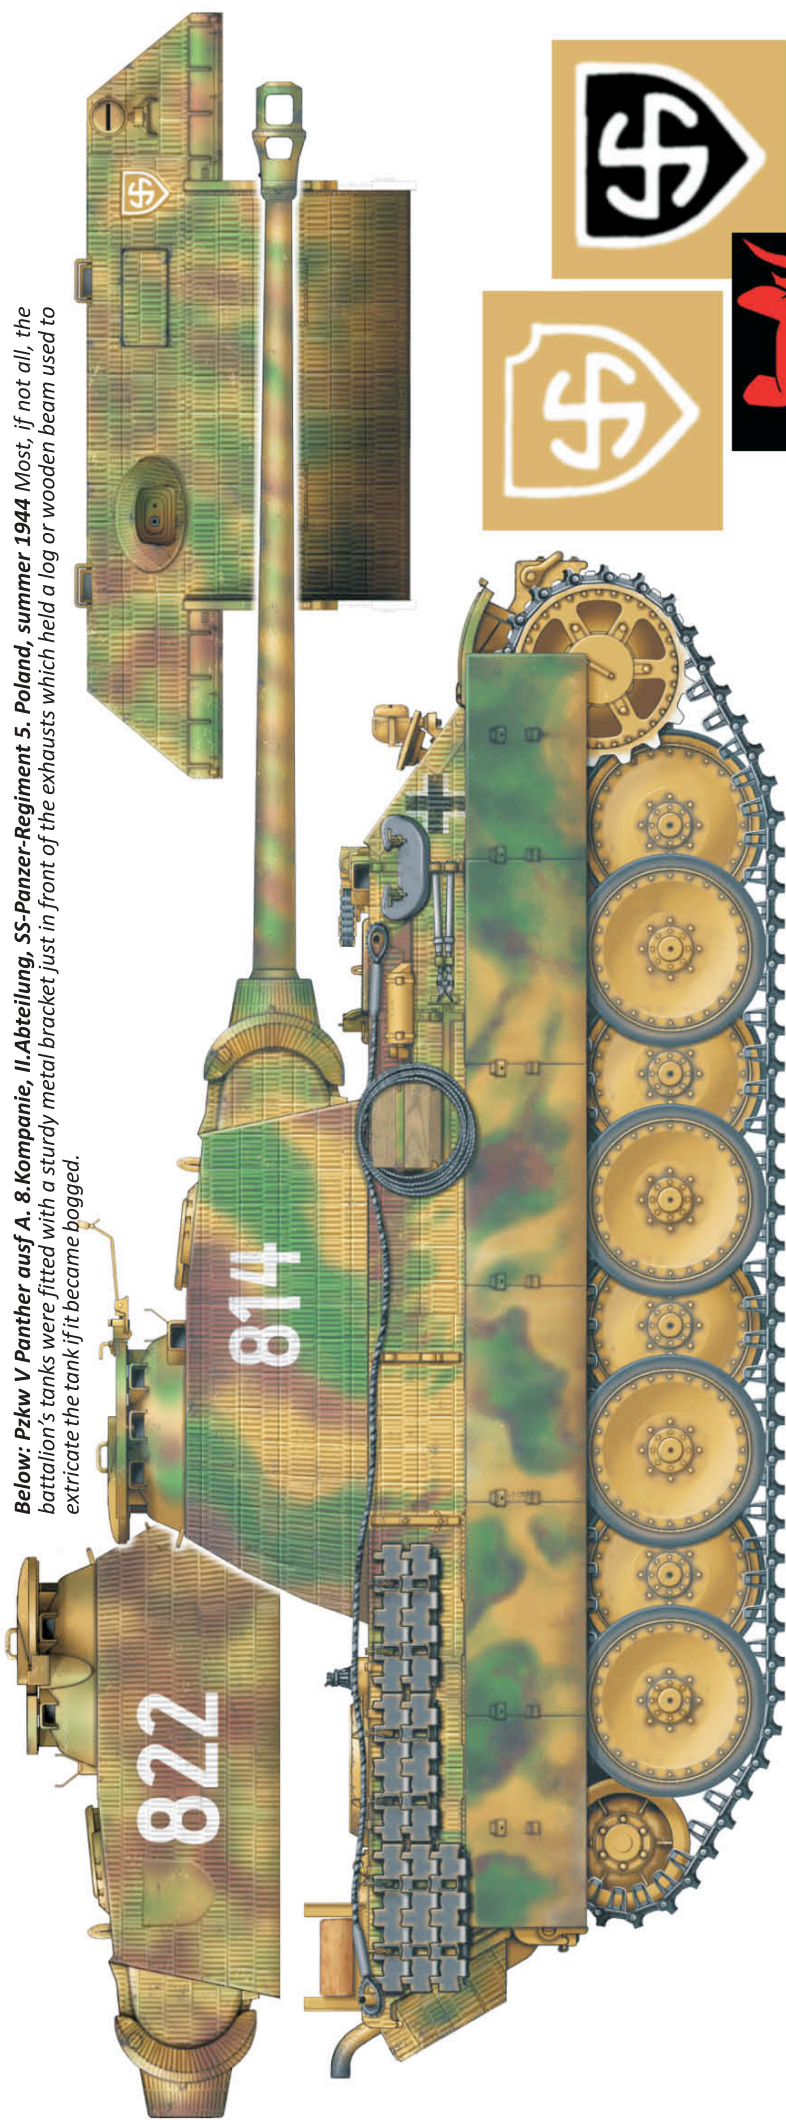 Below: Pzkw V Panther ausf A. 8.Kompanie, II.Abteilung, SS-Panzer-Regiment 5. Poland, summer 1944 Most, if not all, the
battalion's tanks were fitted with a sturdy metal bracket just in front of the exhausts which held a log or wooden beam used to
extricate the tank if it became bogged.
822
814